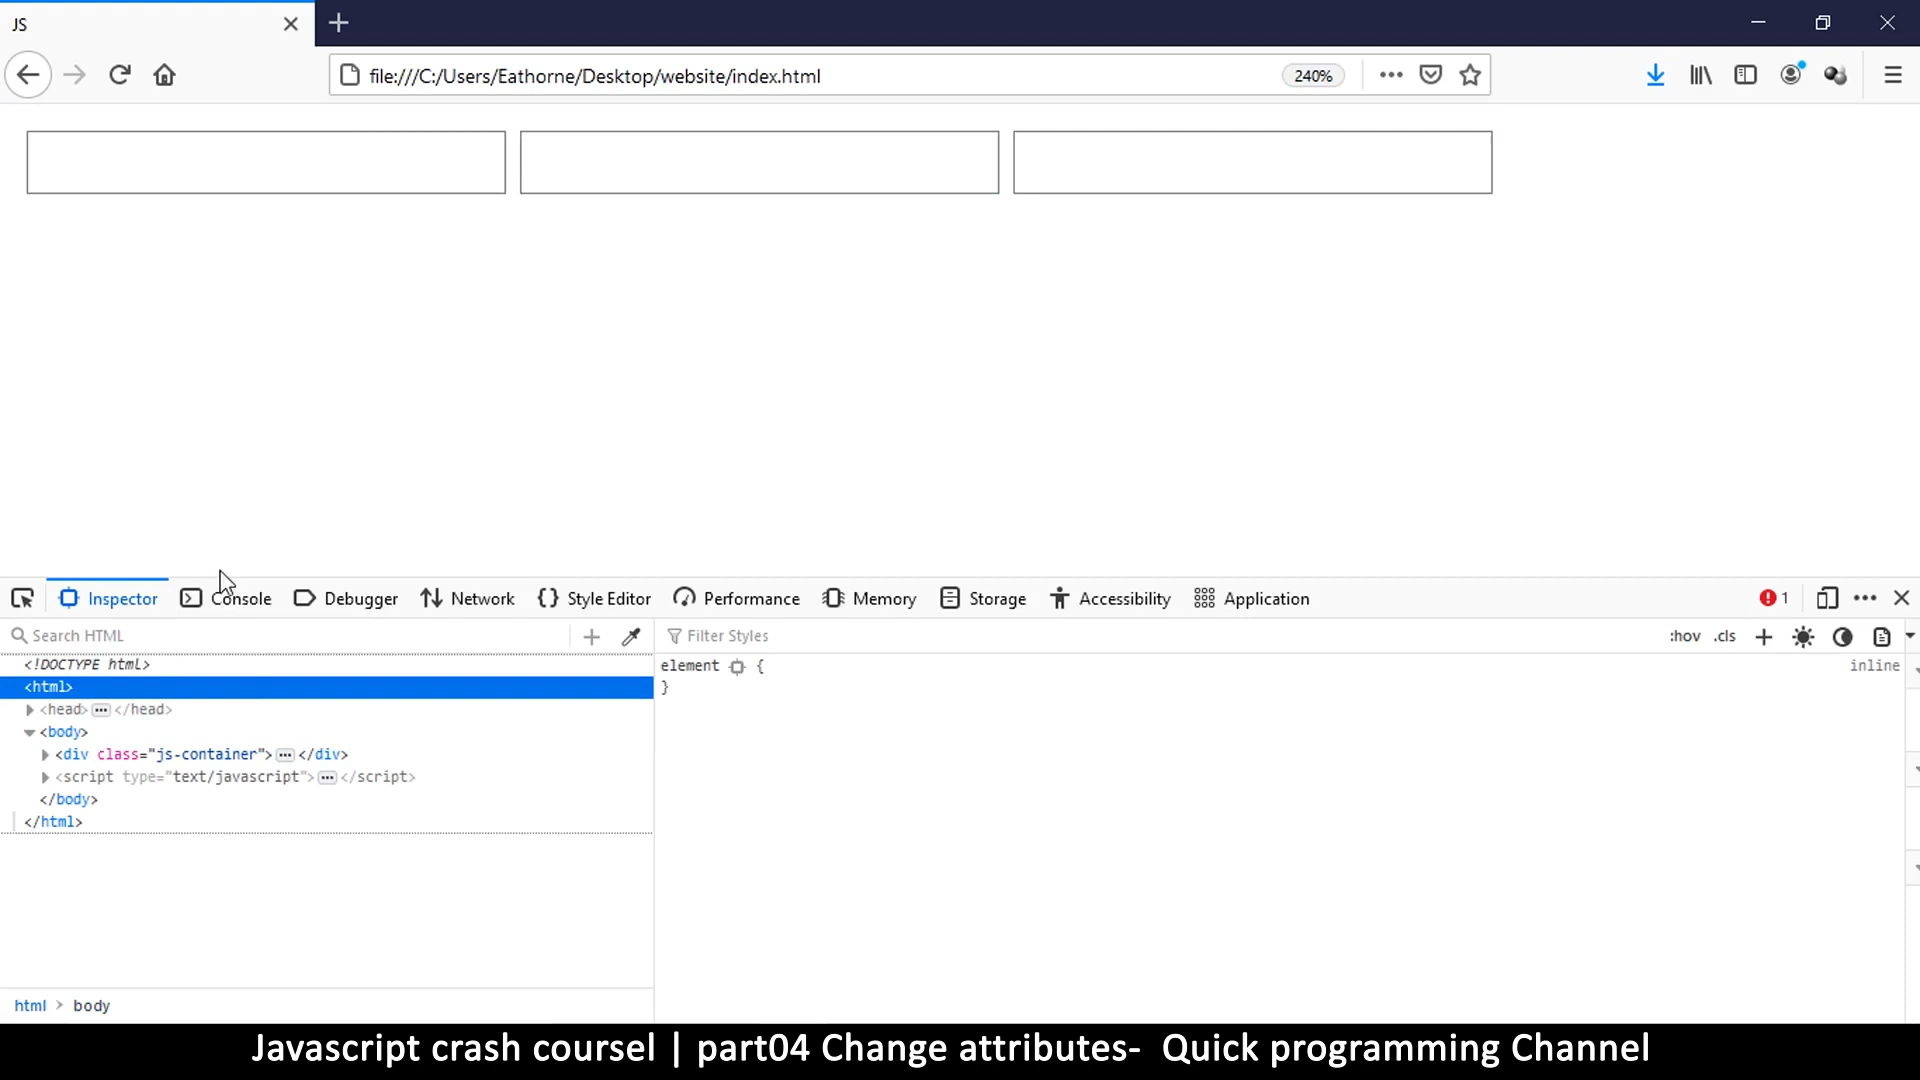 JS
file:///C:/Users/Eathorne/Desktop/website/index.html 240%
Inspector Console Debugger Network Style Editor Performance Memory Storage Accessibility Application 1
Search HTML
Filter Styles :hov .cls
<!DOCTYPE html>
<html>
<head> ••• </head>
<body>
<div class="js-container"> ••• </div>
<script type="text/javascript"> ••• </script>
</body>
</html>
element {
inline
}
html > body
Javascript crash coursel | part04 Change attributes- Quick programming Channel